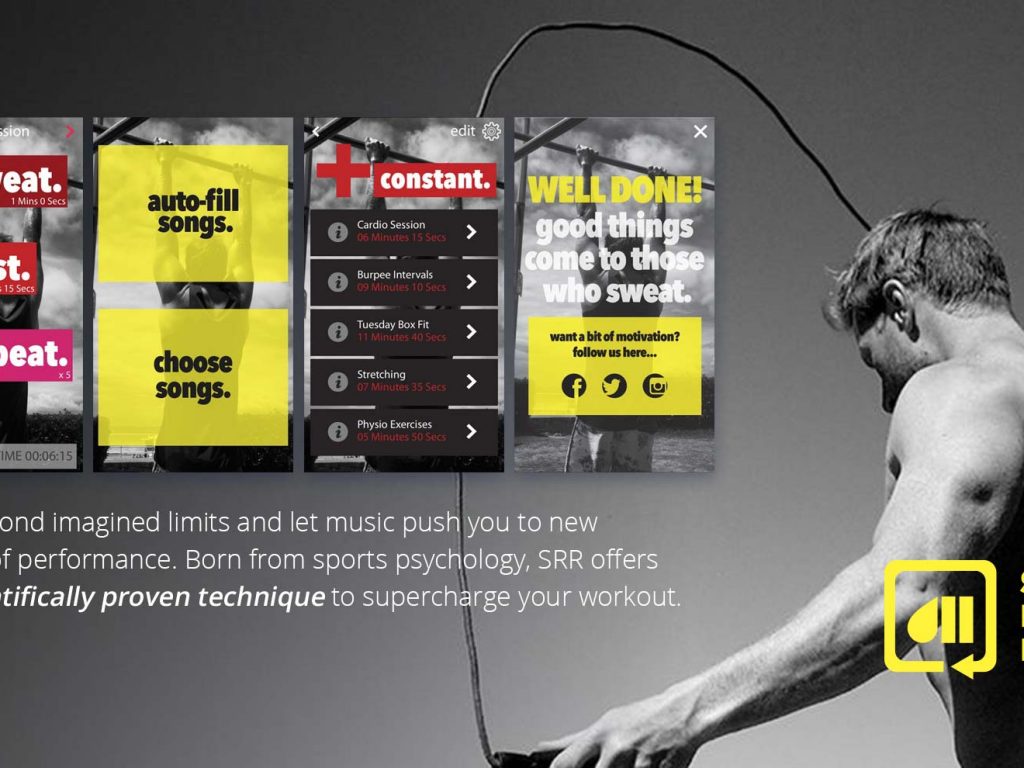 ssion
eat.
1 Mins 0 Secs
st.
15 Secs
peat.
x 5
TIME 00:06:15
auto-fill
songs.
choose
songs.
edit
constant.
Cardio Session
06 Minutes 15 Secs
Burpee Intervals
09 Minutes 10 Secs
Tuesday Box Fit
11 Minutes 40 Secs
Stretching
07 Minutes 35 Secs
Physio Exercises
05 Minutes 50 Secs
WELL DONE!
good things
come to those
who sweat.
want a bit of motivation?
follow us here...
ond imagined limits and let music push you to new
of performance. Born from sports psychology, SRR offers
ntifically proven technique to supercharge your workout.